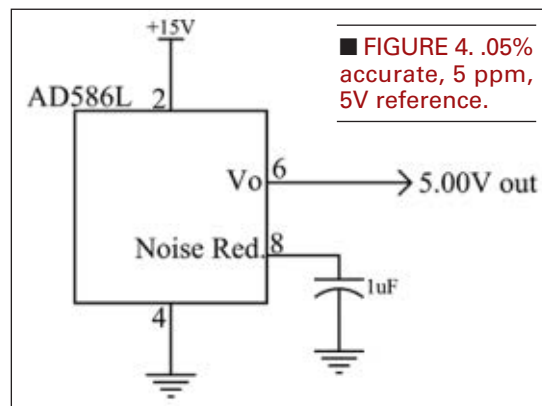 +15V
■ FIGURE 4. .05%
accurate, 5 ppm,
5V reference.
AD586L
2
Vo
6
5.00V out
Noise Red.
8
1uF
4